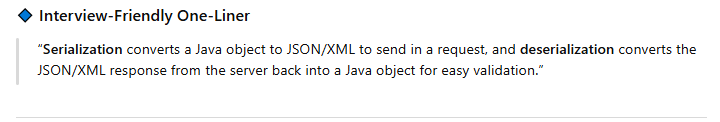 Interview-Friendly One-Liner
"Serialization converts a Java object to JSON/XML to send in a request, and deserialization converts the
JSON/XML response from the server back into a Java object for easy validation."